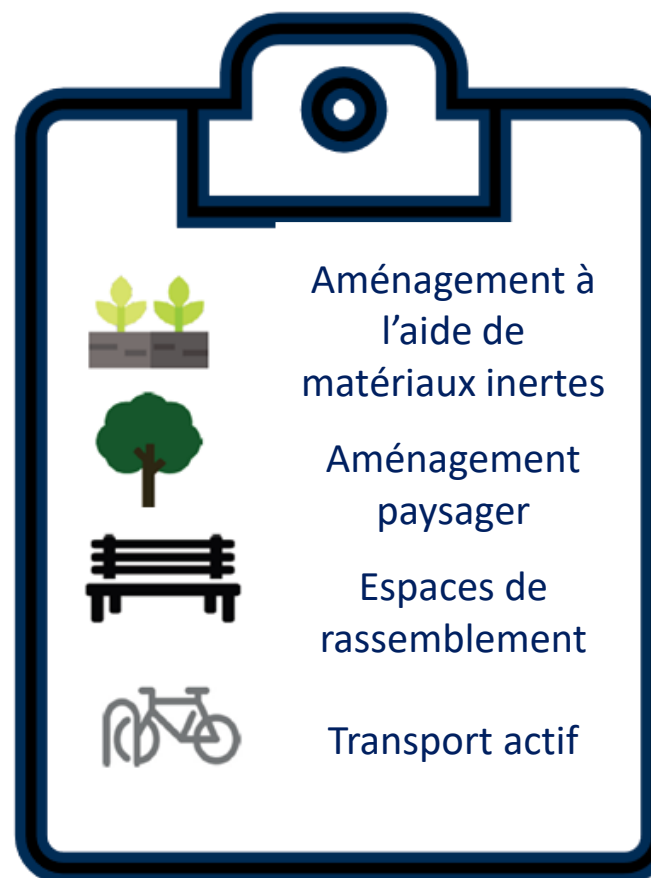 Aménagement à
l’aide de
matériaux inertes
Aménagement
paysager
Espaces de
rassemblement
Transport actif